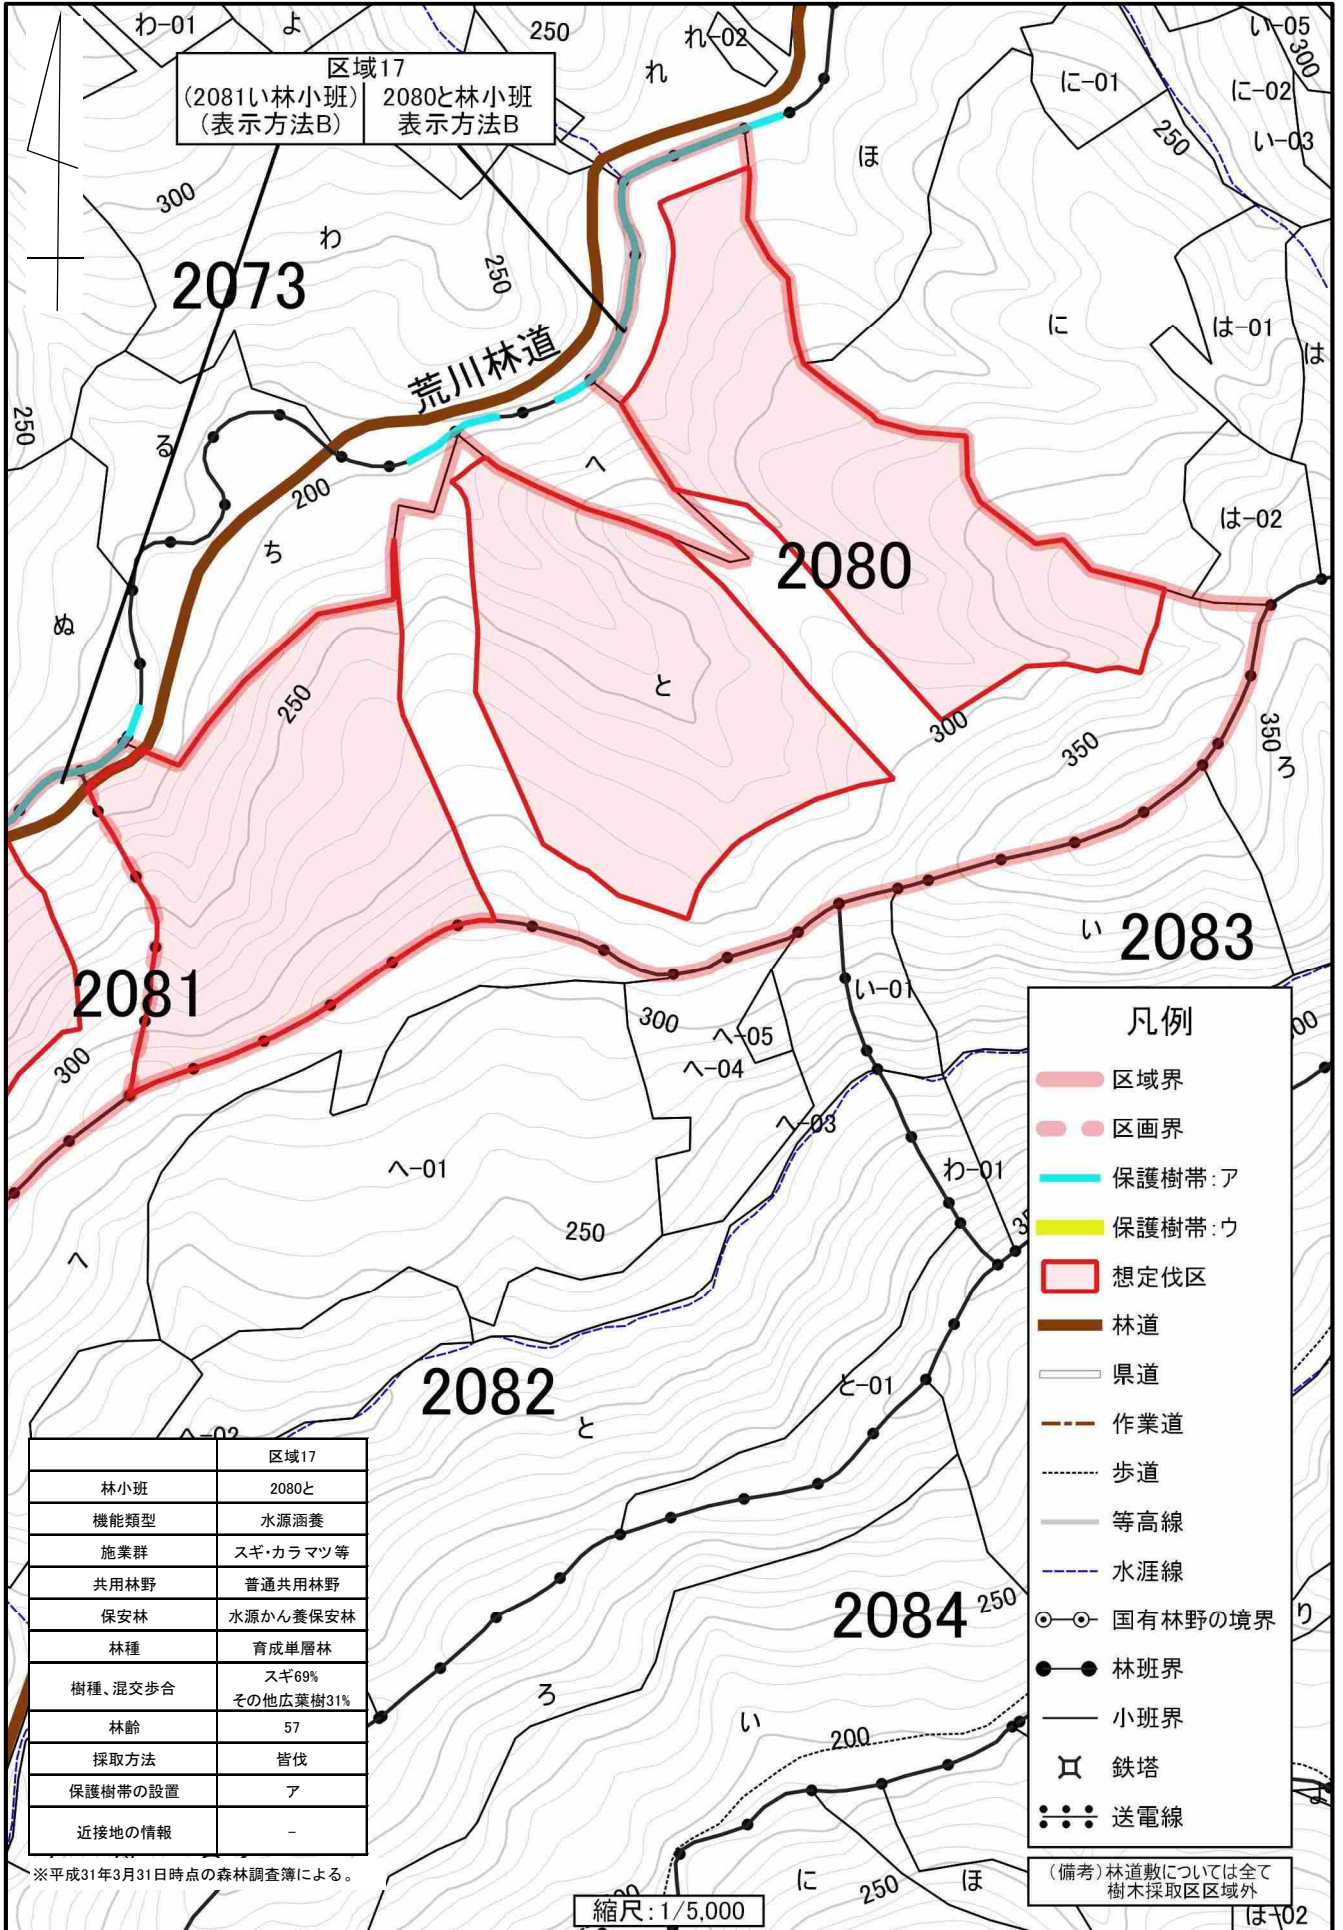 わ-01
よ
250
れ-02
れ
い-05
300
に-01
に-02
い-03
250
区域17
(2081い林小班)
(表示方法B)
2080と林小班
表示方法B
ほ
300
わ
250
2073
に
は-01
は
荒川林道
250
る
200
へ
ち
は-02
2080
ぬ
と
250
300
350
350
ろ
い
2083
2081
300
い-01
300
へ-05
へ-04
へ-03
へ-01
わ-01
250
へ
2082
と-01
と
へ-02
2084
250
り
ろ
い
200
に
250
ほ
ほ-02
凡例
区域界
区画界
保護樹帯:ア
保護樹帯:ウ
想定伐区
林道
県道
作業道
歩道
等高線
水涯線
国有林野の境界
林班界
小班界
鉄塔
送電線
(備考)林道敷については全て
樹木採取区区域外
区域17
林小班 2080と
機能類型 水源涵養
施業群 スギ・カラマツ等
共用林野 普通共用林野
保安林 水源かん養保安林
林種 育成単層林
樹種、混交歩合 スギ69%
その他広葉樹31%
林齢 57
採取方法 皆伐
保護樹帯の設置 ア
近接地の情報 -
※平成31年3月31日時点の森林調査簿による。
縮尺:1/5,000